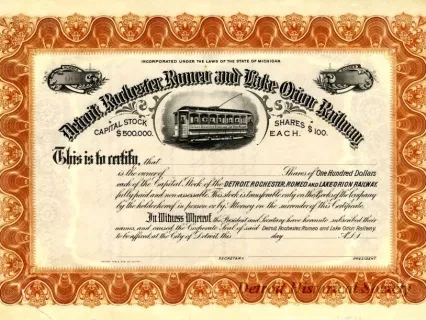 INCORPORATED UNDER THE LAWS OF THE STATE OF MICHIGAN.
Detroit, Rochester, Romeo and Lake Orion Railway.
CAPITAL STOCK $500,000.
SHARES $100. EACH.
This is to certify, that
is the owner of Shares of One Hundred Dollars
each of the Capital Stock of the DETROIT, ROCHESTER, ROMEO AND LAKE ORION RAILWAY,
fully paid and non-assessable. This stock is transferable only on the Books of the Company
by the holder hereof in person or by Attorney on the surrender of this Certificate.
In Witness Whereof, the President and Secretary have hereunto subscribed their
names, and caused the Corporate Seal of said Detroit, Rochester, Romeo and Lake Orion Railway
to be affixed, at the City of Detroit, this day A.D.
SECRETARY. PRESIDENT.
Detroit Historical Society